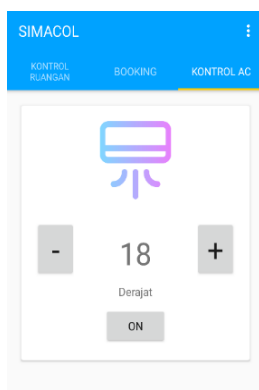 SIMACOL
KONTROL
RUANGAN
BOOKING
KONTROL AC
-
18
+
Derajat
ON